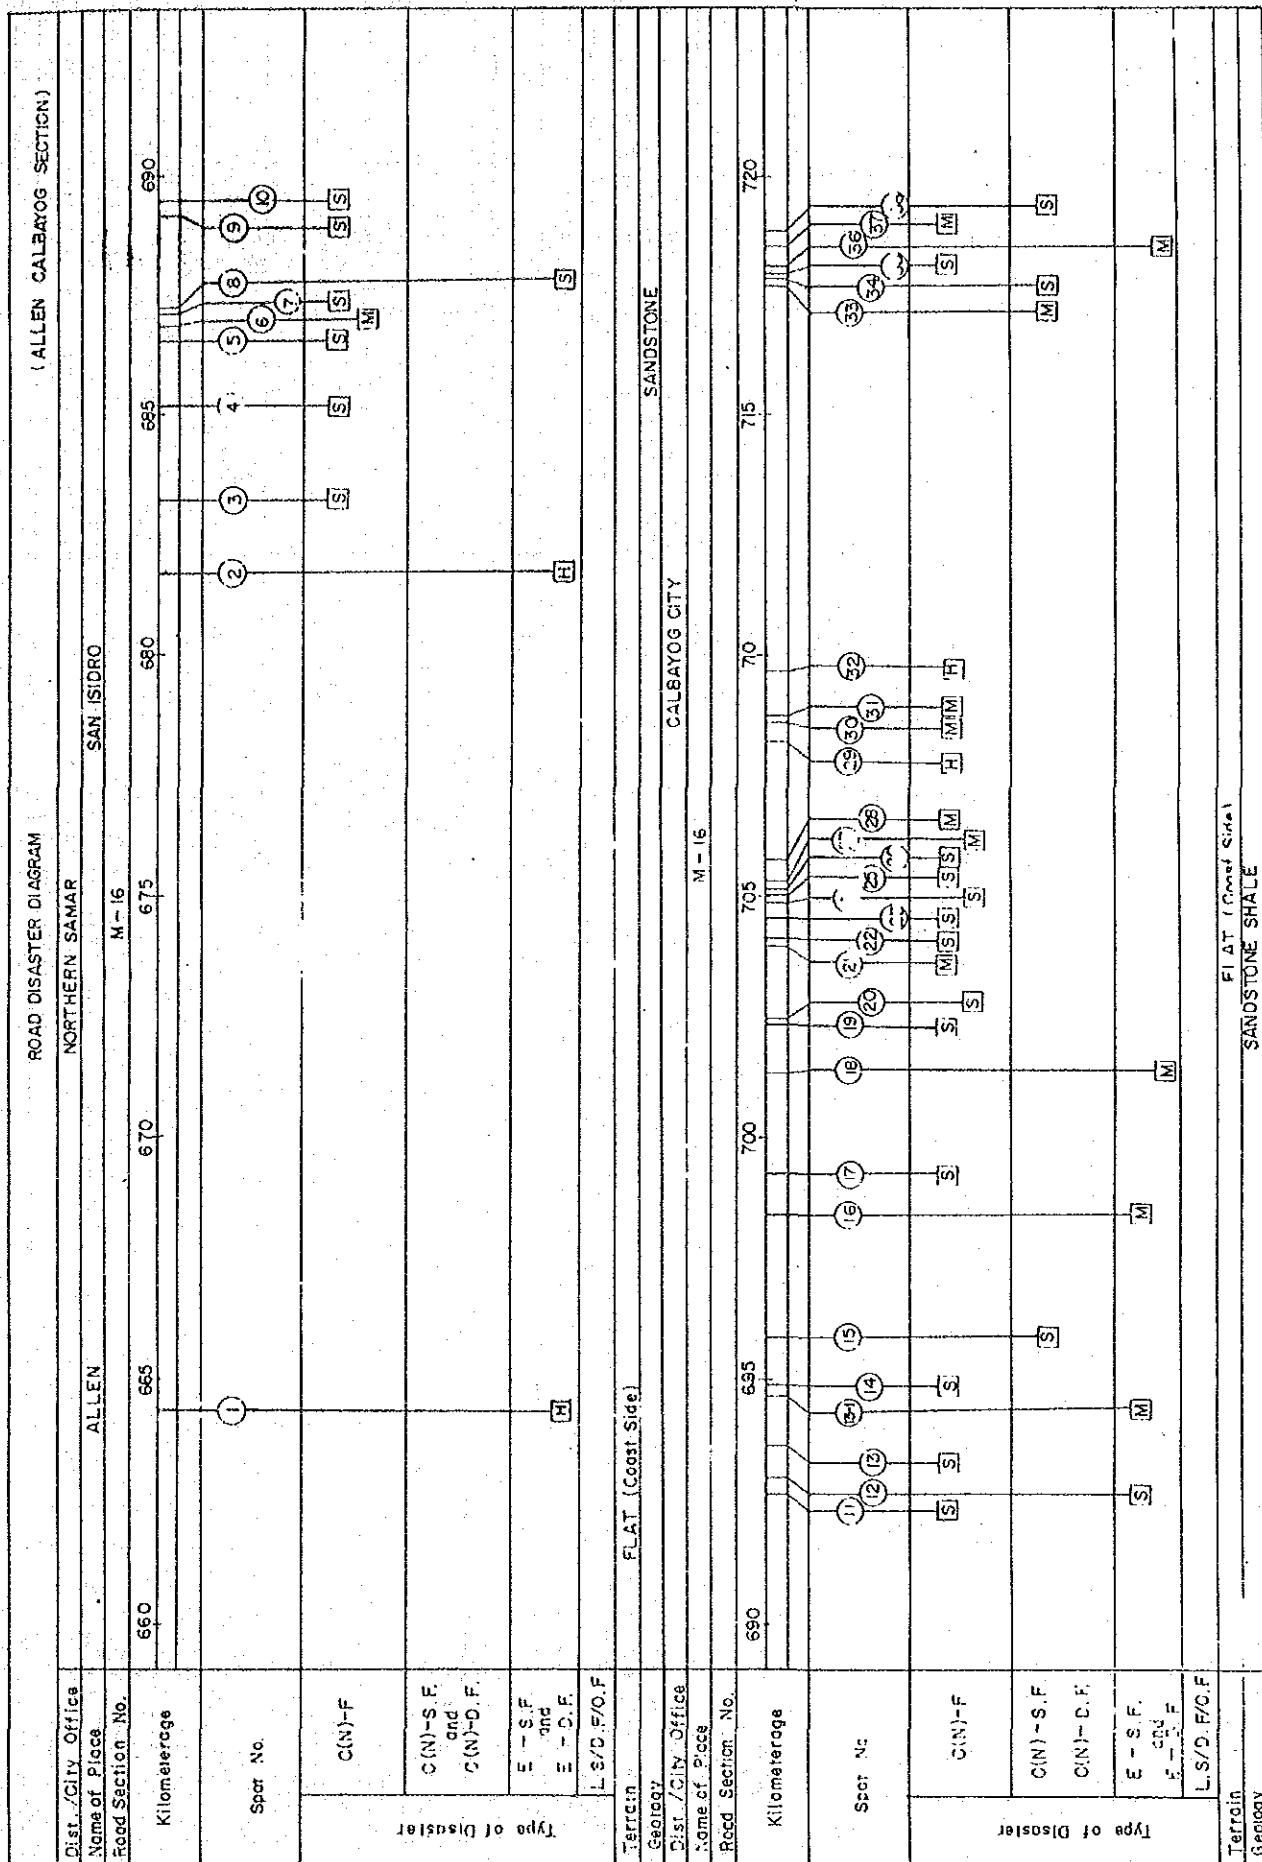 ROAD DISASTER DIAGRAM
(ALLEN CALBAYOG SECTION)
Dist./City Office
NORTHERN SAMAR
Name of Place
ALLEN
SAN ISIDRO
Road Section No.
M-16
Kilometerage
660 665 670 675 680 685 690
Spot No.
1 2 3 4 5 6 7 8 9 10
Type of Disaster
C(N)-F
S S S M S S S
C(N)-S.F.
and
C(N)-D.F.
E-S.F.
and
E-D.F.
H H S
L.S/D.F/O.F
Terrain
FLAT (Coast Side)
Geology
SANDSTONE
Dist./City Office
CALBAYOG CITY
Name of Place
Road Section No.
M-16
Kilometerage
690 695 700 705 710 715 720
Spot No
11 12 13 13-1 14 15 16 17 18 19 20 21 22 25 28 29 30 31 32 33 34 36 37
Type of Disaster
C(N)-F
S S S S S S M S S S S S M M H M M H S M
C(N)-S.F.
C(N)-D.F.
S M S S
E-S.F.
and
S M M M M
L.S/D.F/O.F
Terrain
FLAT (Coast Side)
Geology
SANDSTONE SHALE